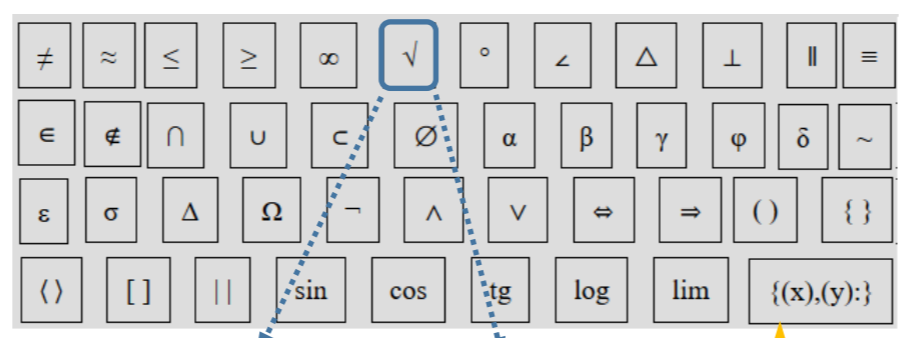 ≠ ≈ ≤ ≥ ∞ √ ° ∠ △ ⊥ ∥ ≡
∈ ∉ ∩ ∪ ⊂ ∅ α β γ φ δ ~
ε σ Δ Ω ¬ ∧ ∨ ⇔ ⇒ ( ) { }
⟨ ⟩ [ ] | | sin cos tg log lim {(x),(y):}